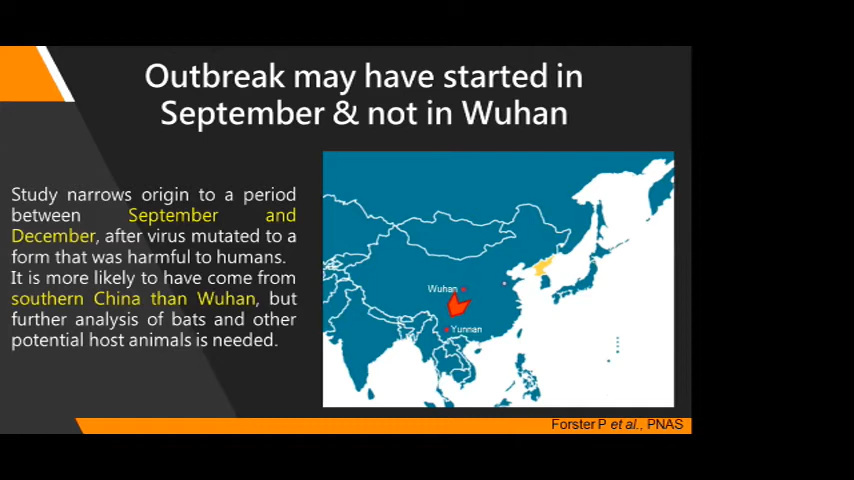 Outbreak may have started in
September & not in Wuhan
Study narrows origin to a period
between September and
December, after virus mutated to a
form that was harmful to humans.
It is more likely to have come from
southern China than Wuhan, but
further analysis of bats and other
potential host animals is needed.
Wuhan
Yunnan
Forster P et al., PNAS